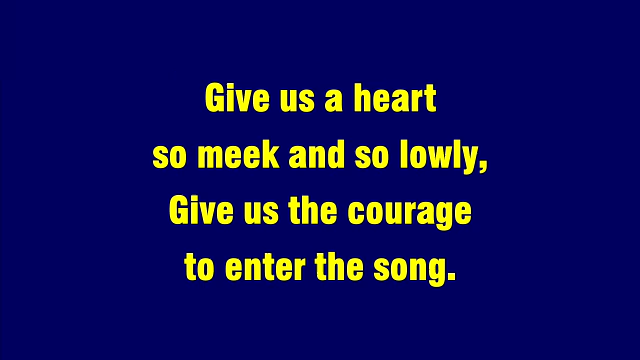 Give us a heart
so meek and so lowly,
Give us the courage
to enter the song.